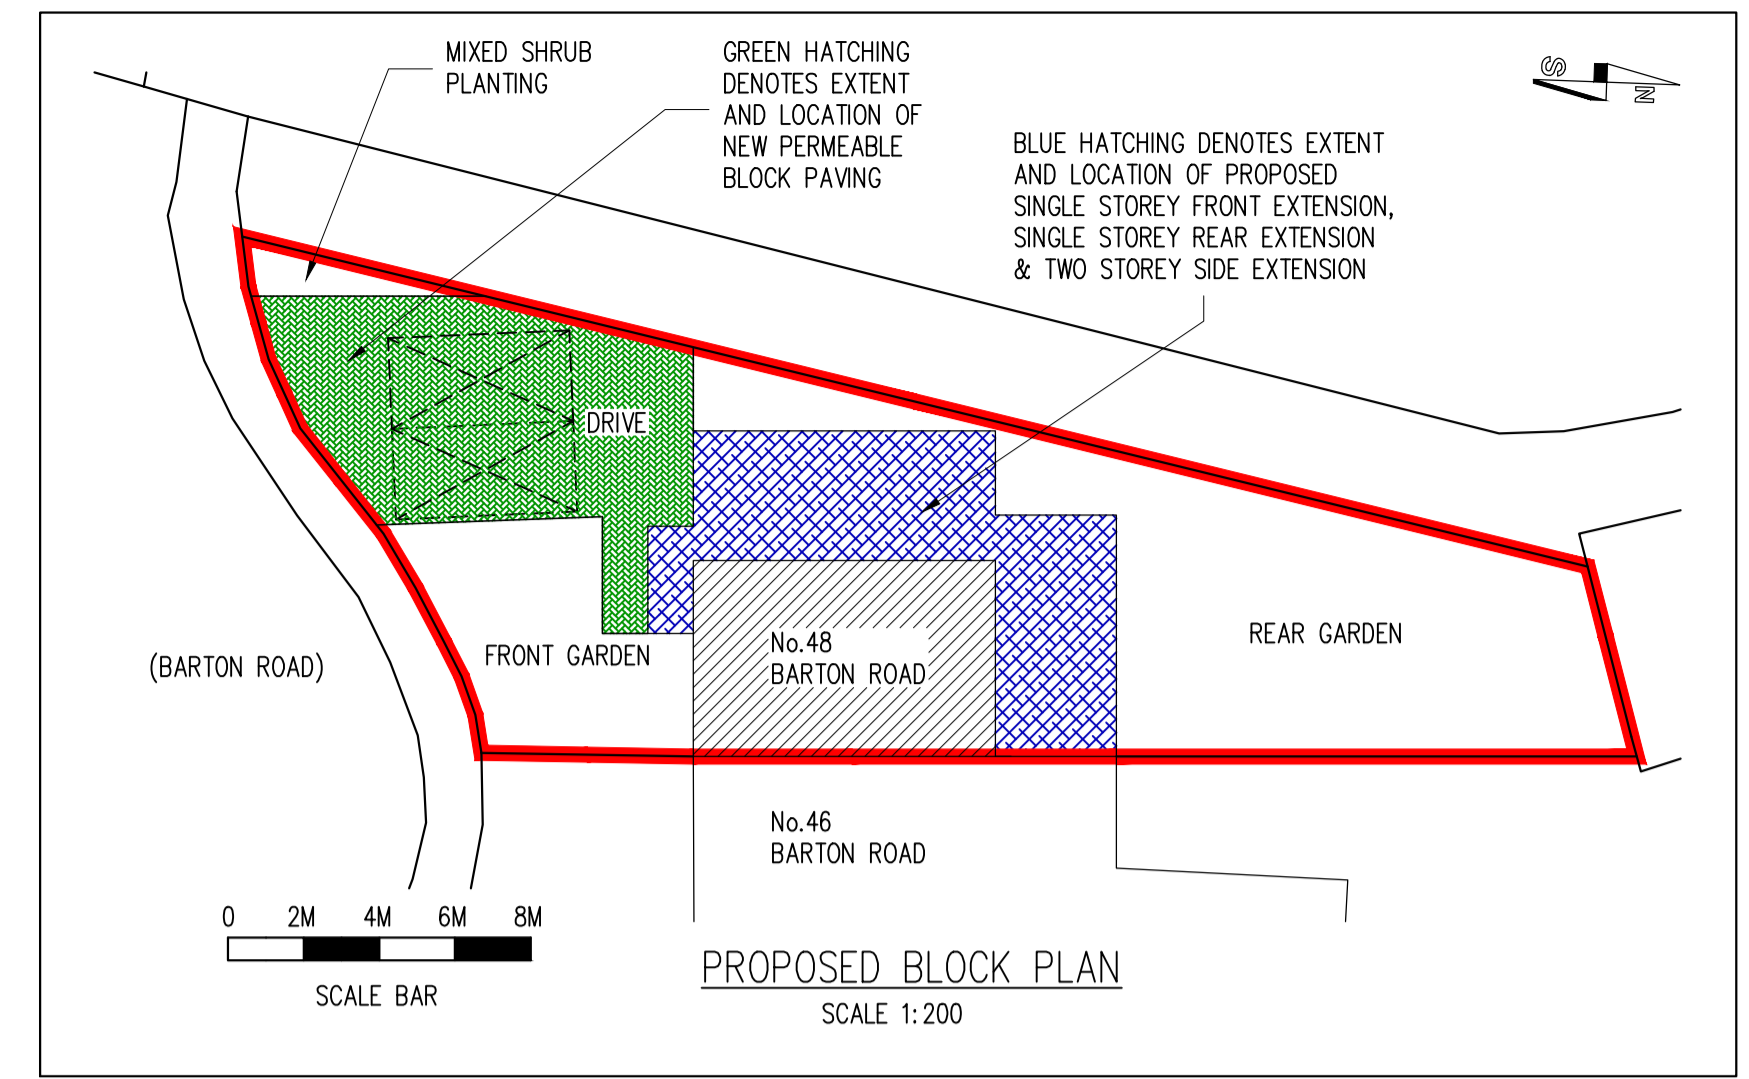 MIXED SHRUB
PLANTING
GREEN HATCHING
DENOTES EXTENT
AND LOCATION OF
NEW PERMEABLE
BLOCK PAVING
BLUE HATCHING DENOTES EXTENT
AND LOCATION OF PROPOSED
SINGLE STOREY FRONT EXTENSION,
SINGLE STOREY REAR EXTENSION
& TWO STOREY SIDE EXTENSION
S
N
DRIVE
FRONT GARDEN
No.48
BARTON ROAD
REAR GARDEN
(BARTON ROAD)
No.46
BARTON ROAD
0 2M 4M 6M 8M
SCALE BAR
PROPOSED BLOCK PLAN
SCALE 1:200